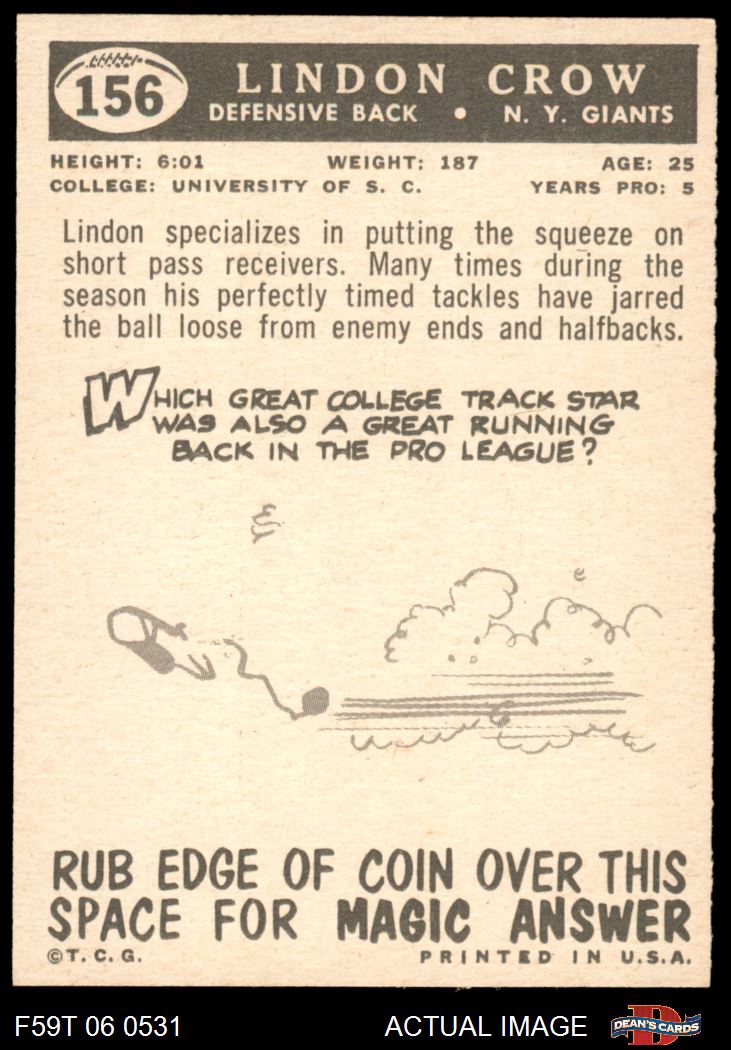 156
LINDON CROW
DEFENSIVE BACK • N. Y. GIANTS
HEIGHT: 6:01 WEIGHT: 187 AGE: 25
COLLEGE: UNIVERSITY OF S. C. YEARS PRO: 5
Lindon specializes in putting the squeeze on
short pass receivers. Many times during the
season his perfectly timed tackles have jarred
the ball loose from enemy ends and halfbacks.
WHICH GREAT COLLEGE TRACK STAR
WAS ALSO A GREAT RUNNING
BACK IN THE PRO LEAGUE?
RUB EDGE OF COIN OVER THIS
SPACE FOR MAGIC ANSWER
©T. C. G. PRINTED IN U.S.A.
F59T 06 0531 ACTUAL IMAGE
D
DEAN'S CARDS